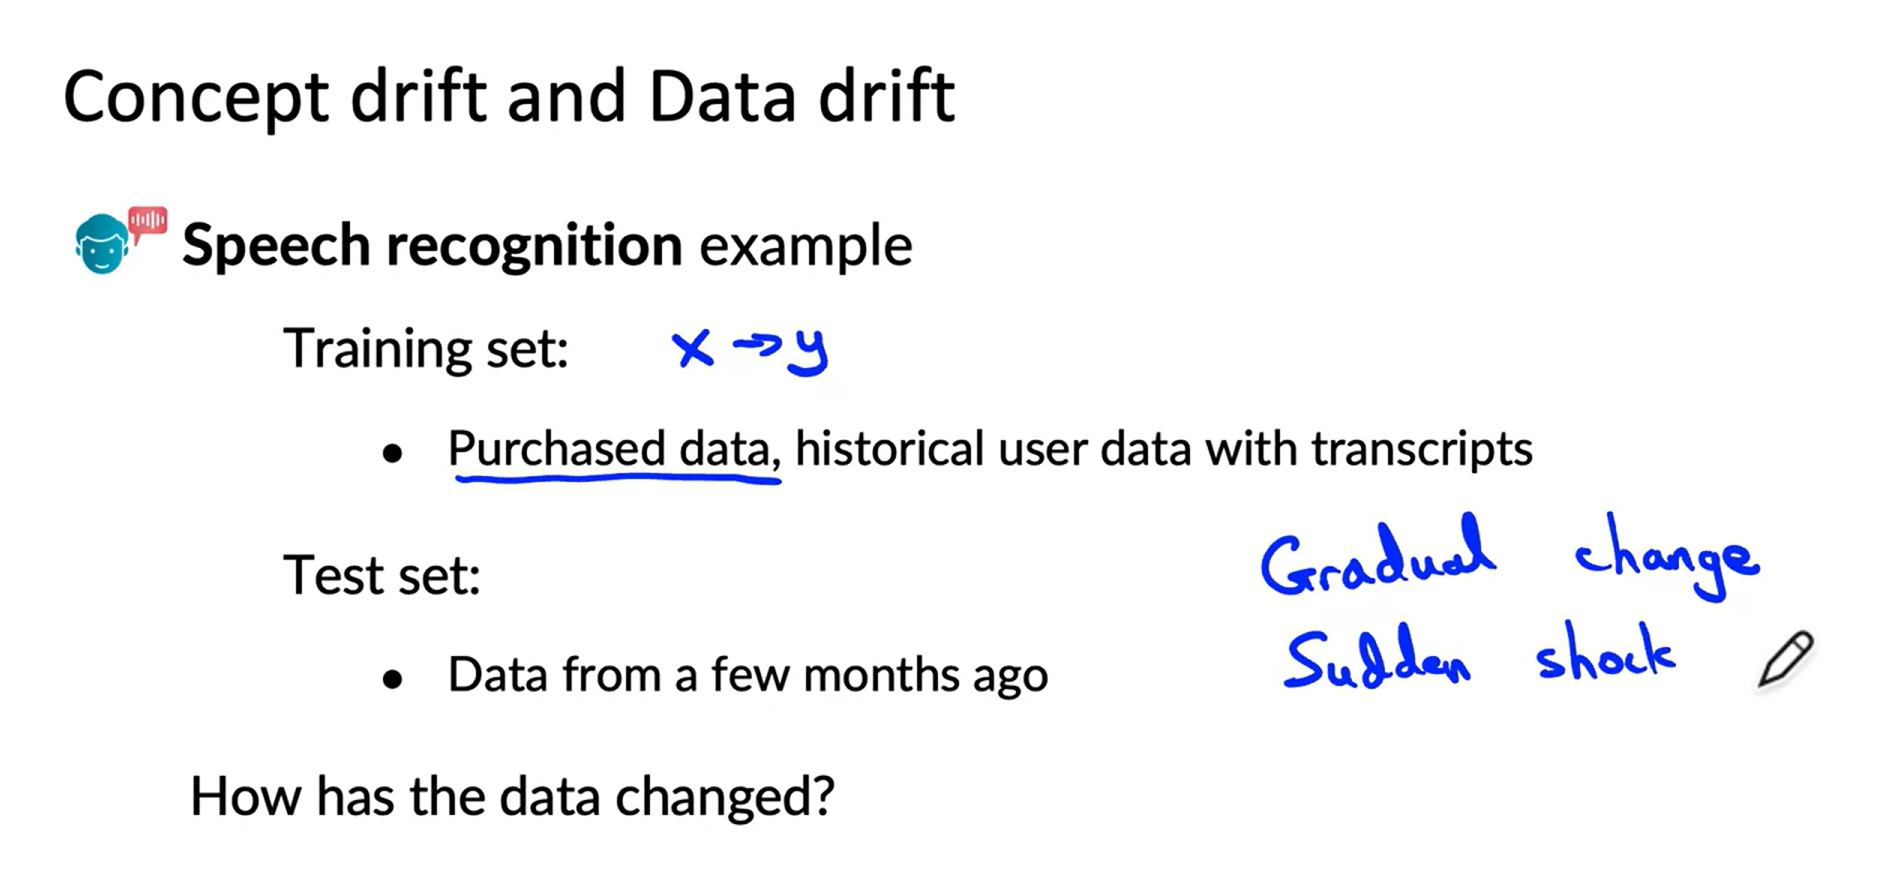 Concept drift and Data drift
Speech recognition example
Training set: x → y
• Purchased data, historical user data with transcripts
Test set:
Gradual change
Sudden shock
• Data from a few months ago
How has the data changed?